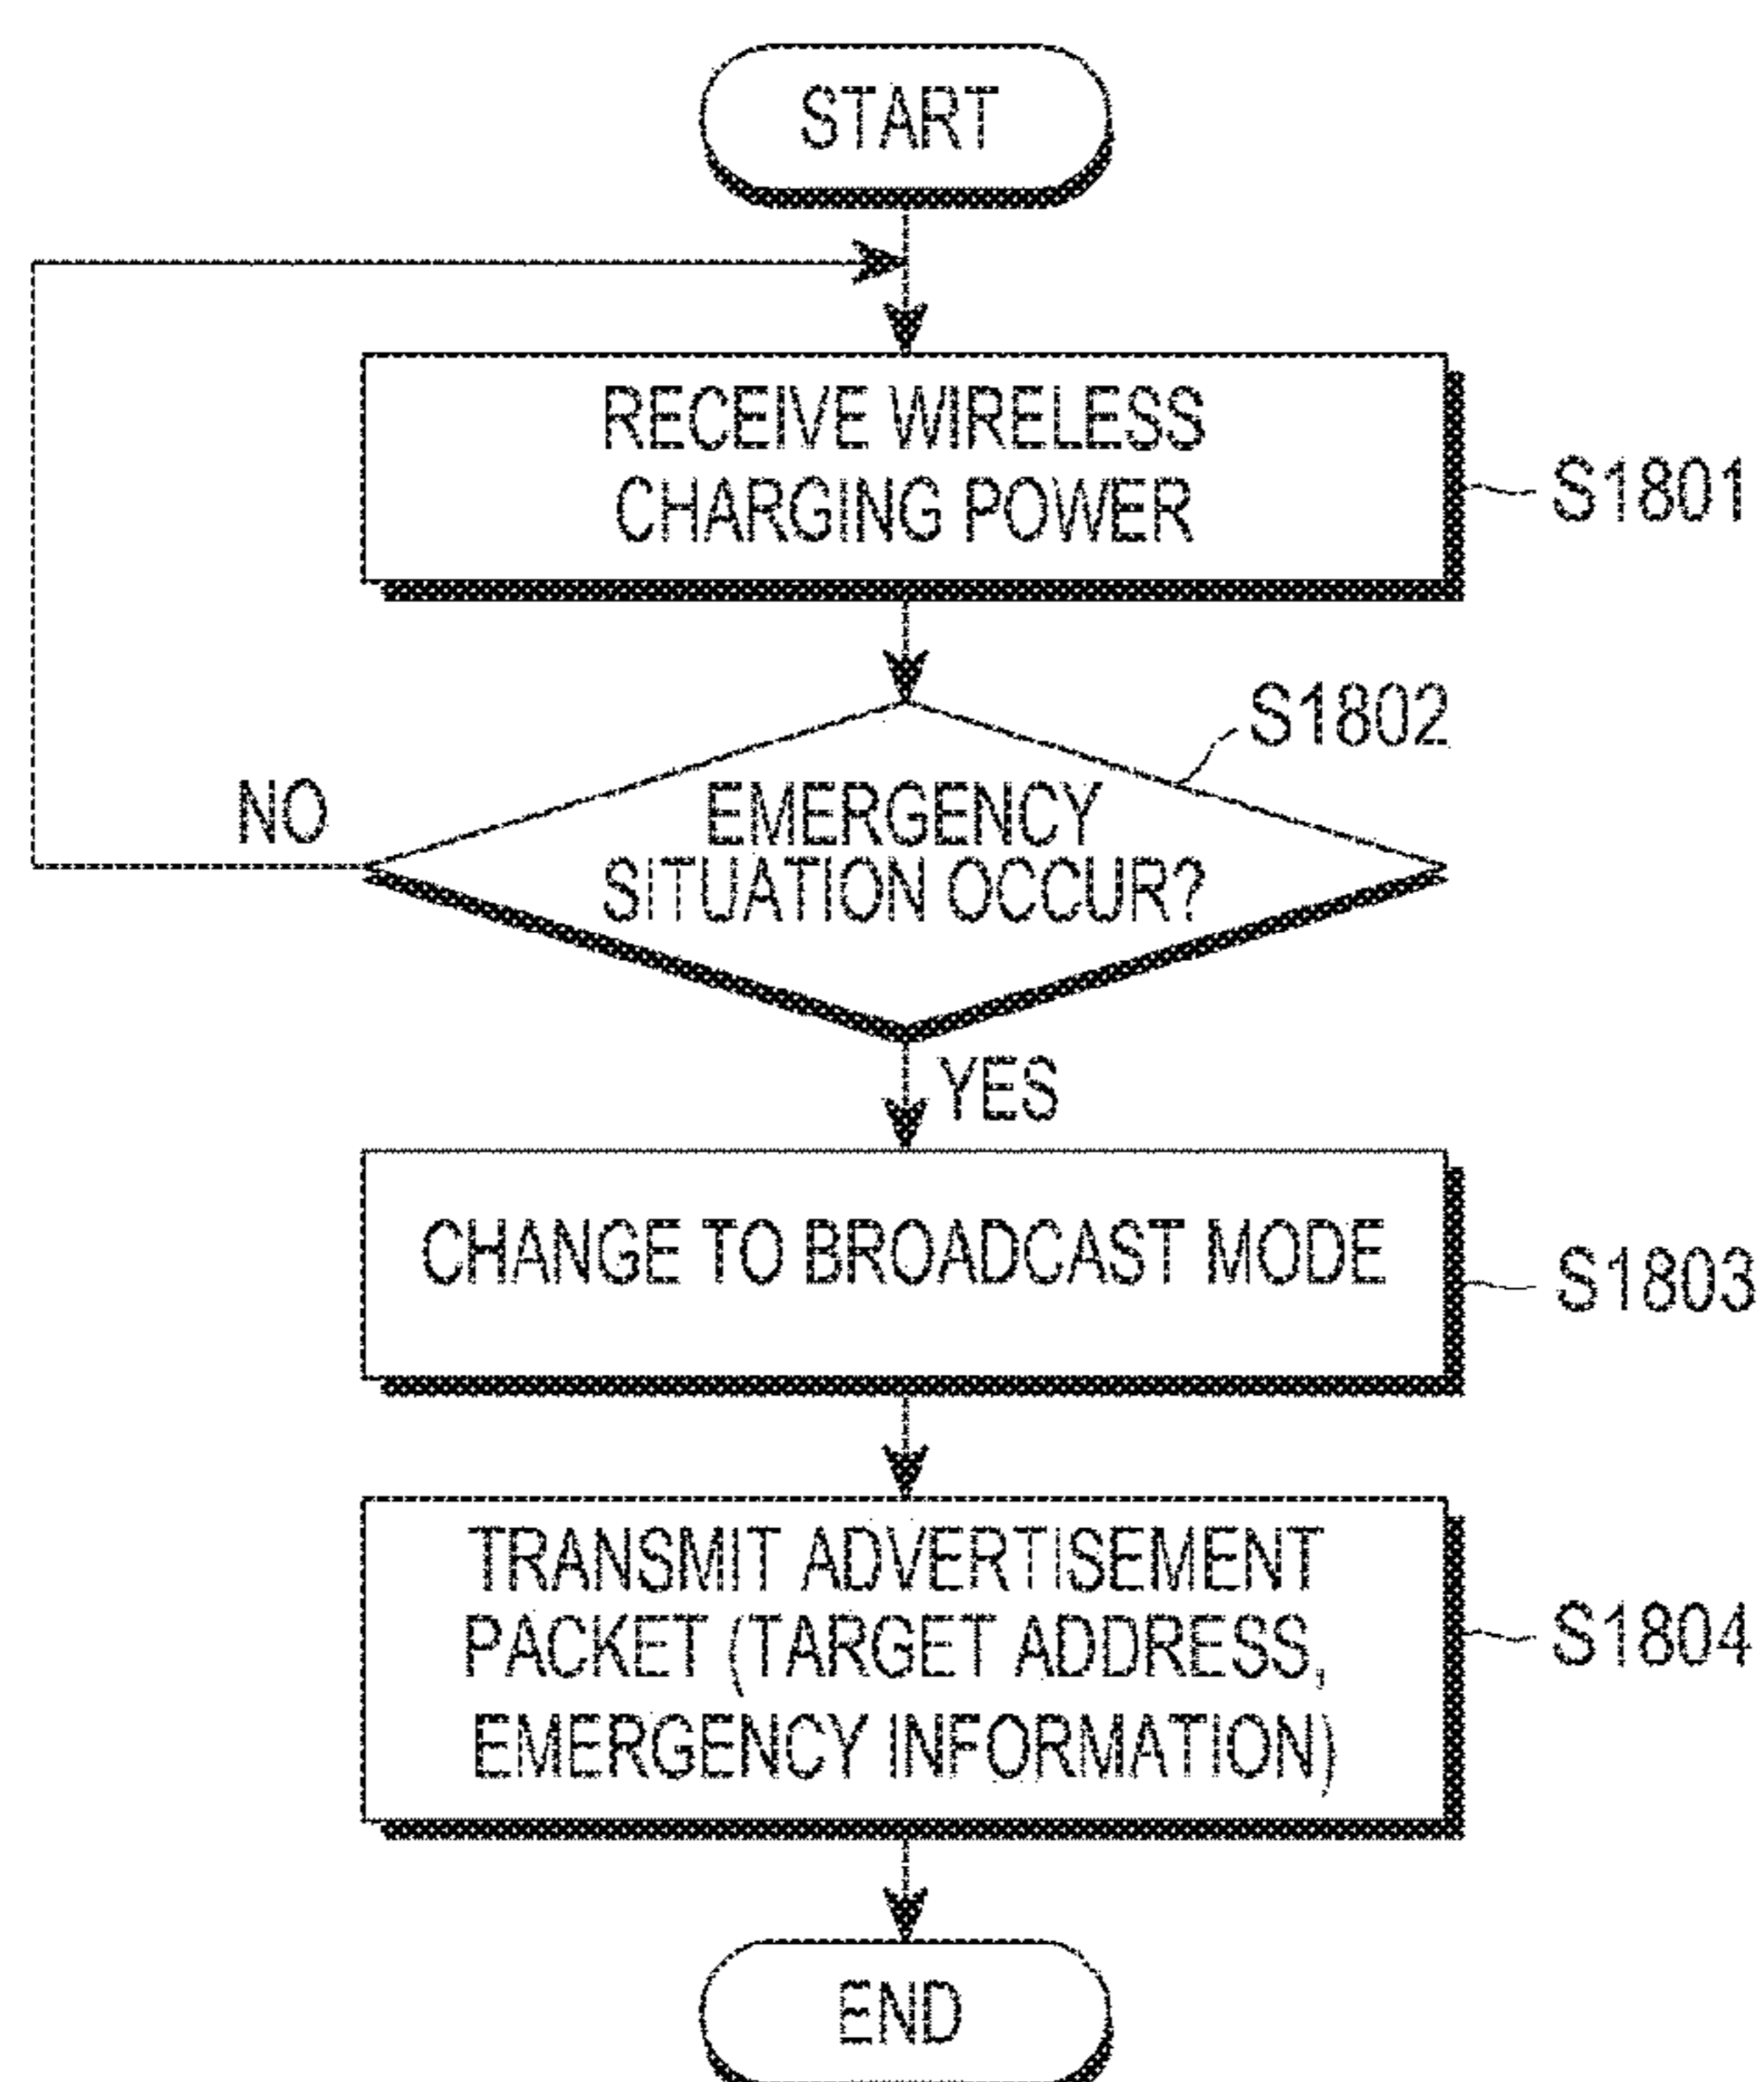 START
RECEIVE WIRELESS
CHARGING POWER
S1801
S1802
EMERGENCY
SITUATION OCCUR?
NO
YES
CHANGE TO BROADCAST MODE
S1803
TRANSMIT ADVERTISEMENT
PACKET (TARGET ADDRESS,
EMERGENCY INFORMATION)
S1804
END